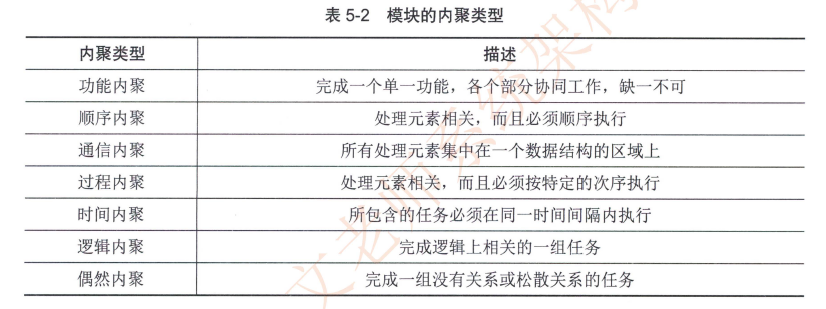 表 5-2 模块的内聚类型
内聚类型 描述
功能内聚 完成一个单一功能，各个部分协同工作，缺一不可
顺序内聚 处理元素相关，而且必须顺序执行
通信内聚 所有处理元素集中在一个数据结构的区域上
过程内聚 处理元素相关，而且必须按特定的次序执行
时间内聚 所包含的任务必须在同一时间间隔内执行
逻辑内聚 完成逻辑上相关的一组任务
偶然内聚 完成一组没有关系或松散关系的任务
文老师系统架构